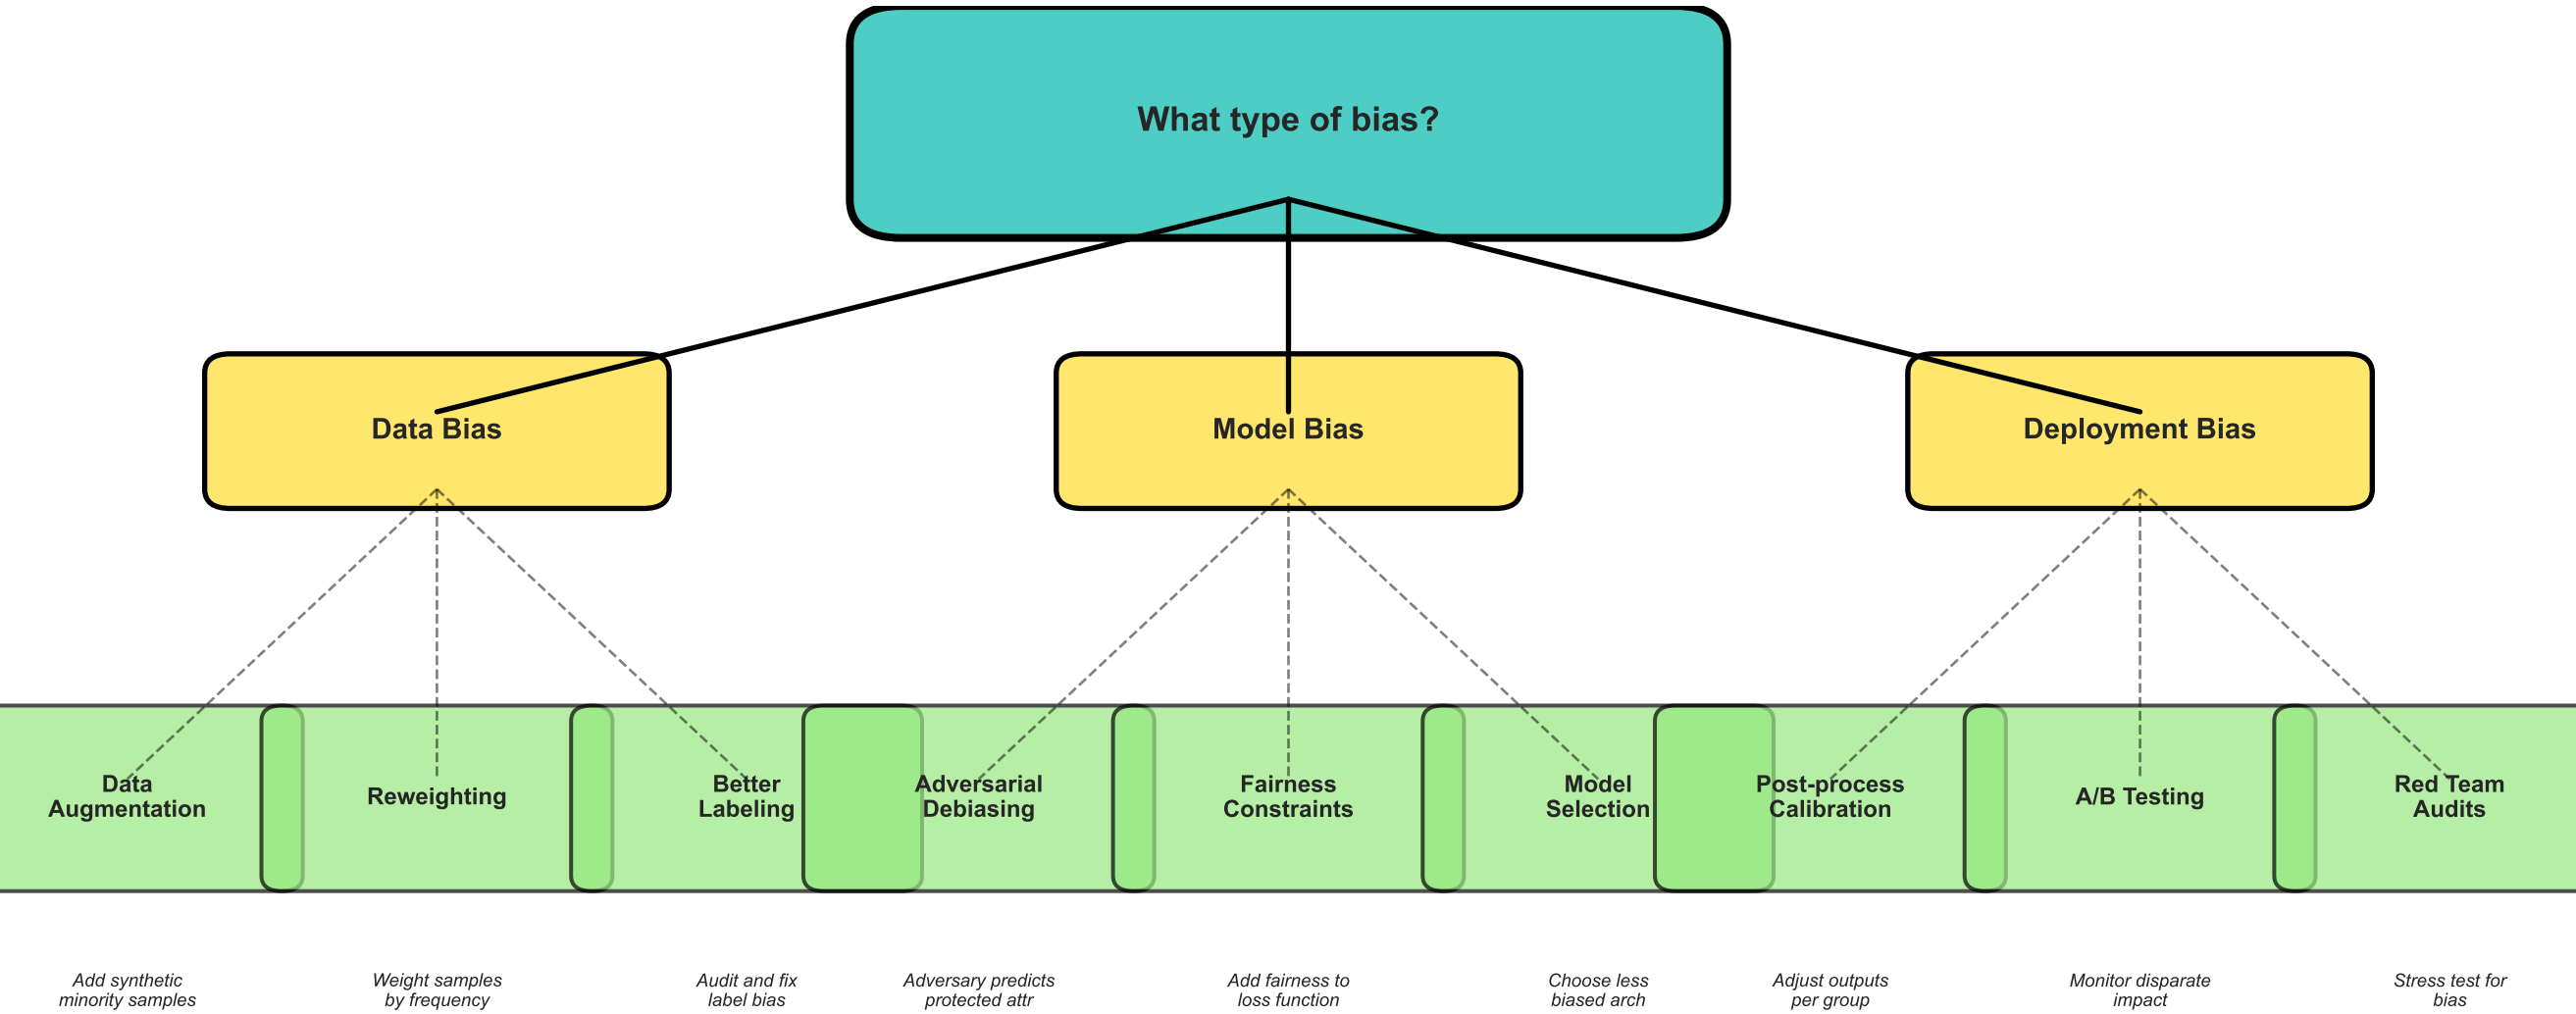 What type of bias?
Data Bias
Model Bias
Deployment Bias
Data
Augmentation
Reweighting
Better
Labeling
Adversarial
Debiasing
Fairness
Constraints
Model
Selection
Post-process
Calibration
A/B Testing
Red Team
Audits
Add synthetic
minority samples
Weight samples
by frequency
Audit and fix
label bias
Adversary predicts
protected attr
Add fairness to
loss function
Choose less
biased arch
Adjust outputs
per group
Monitor disparate
impact
Stress test for
bias